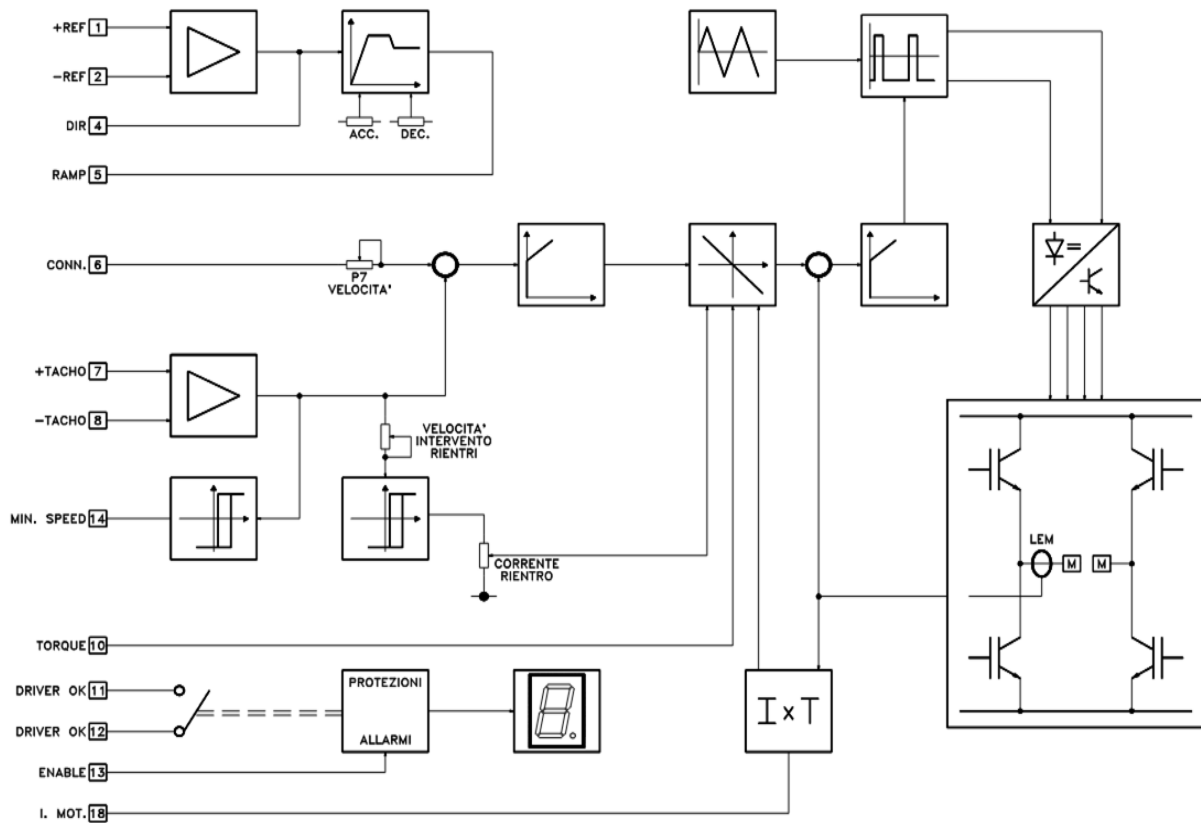 +REF 1
-REF 2
DIR 4
ACC. DEC.
RAMP 5
CONN. 6
P7
VELOCITA'
+TACHO 7
-TACHO 8
VELOCITA'
INTERVENTO
RIENTRI
MIN. SPEED 14
CORRENTE
RIENTRO
LEM
M M
TORQUE 10
DRIVER OK 11
DRIVER OK 12
PROTEZIONI
ALLARMI
8.
I x T
ENABLE 13
I. MOT. 18